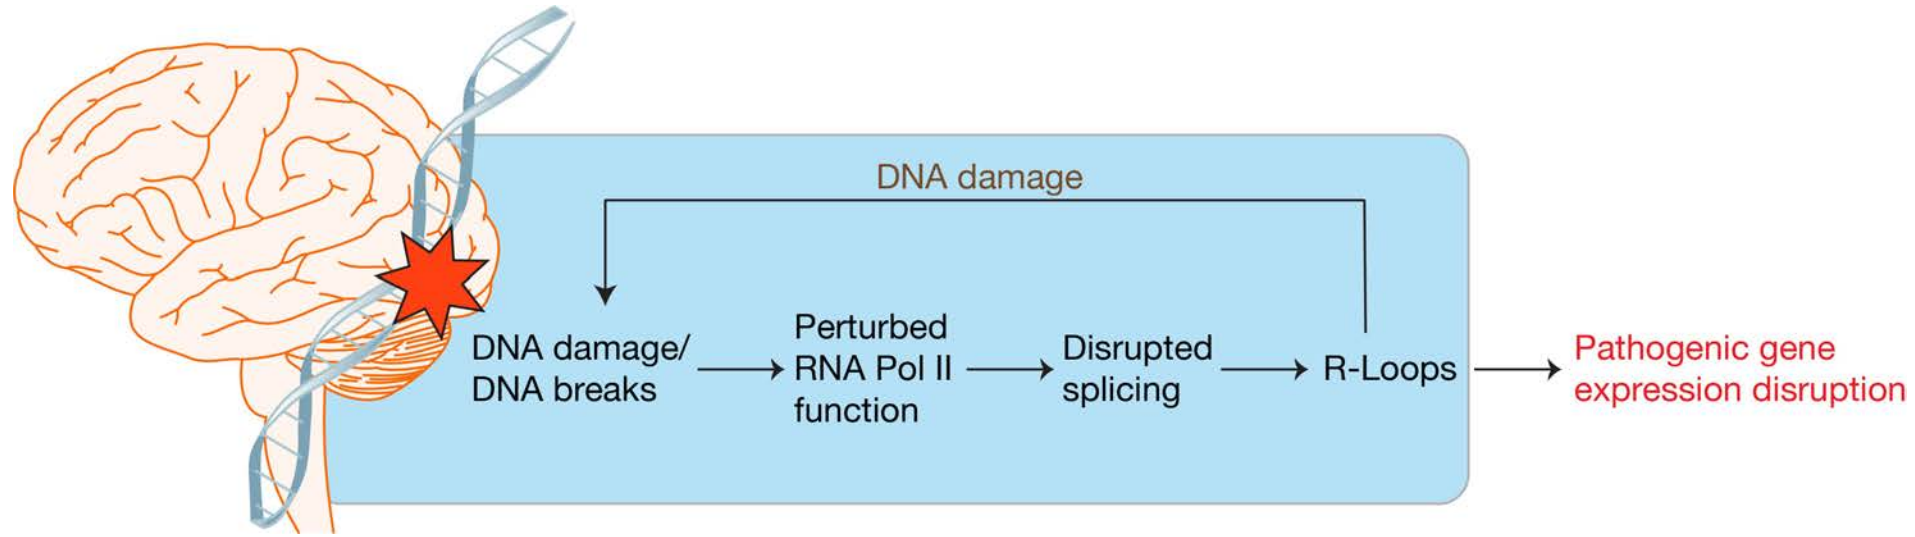 DNA damage
DNA damage/
DNA breaks
Perturbed
RNA Pol II
function
Disrupted
splicing
R-Loops
Pathogenic gene
expression disruption